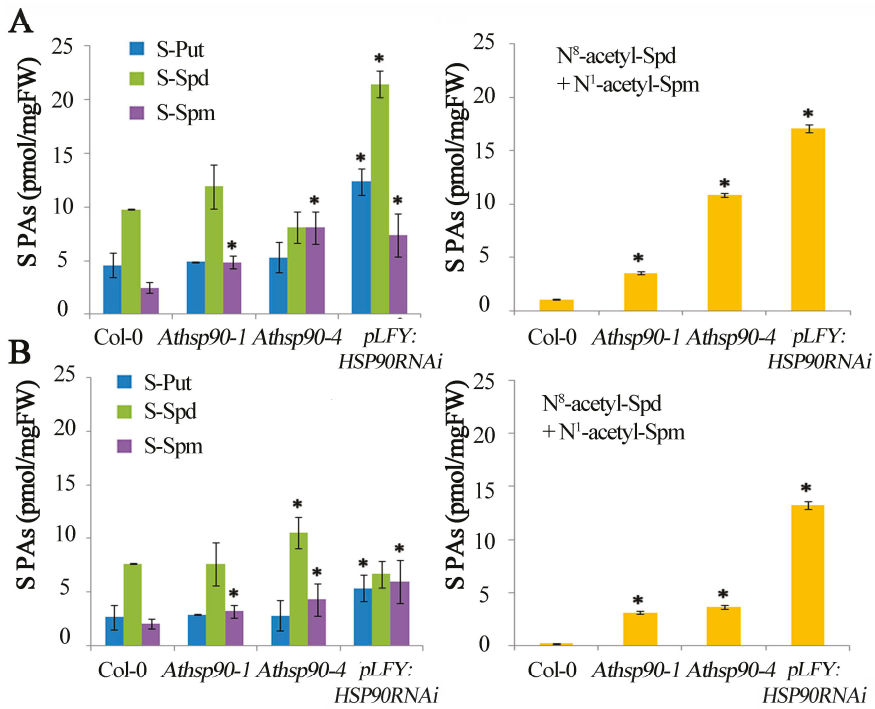 A
S PAs (pmol/mgFW)
25
20
15
10
5
0
S-Put
S-Spd
S-Spm
*
*
*
*
*
Col-0
Athsp90-1
Athsp90-4
pLFY:
HSP90RNAi
S PAs (pmol/mgFW)
25
20
15
10
5
0
N⁸-acetyl-Spd
+ N¹-acetyl-Spm
*
*
*
Col-0
Athsp90-1
Athsp90-4
pLFY:
HSP90RNAi
B
S PAs (pmol/mgFW)
25
20
15
10
5
0
S-Put
S-Spd
S-Spm
*
*
*
*
*
Col-0
Athsp90-1
Athsp90-4
pLFY:
HSP90RNAi
S PAs (pmol/mgFW)
25
20
15
10
5
0
N⁸-acetyl-Spd
+ N¹-acetyl-Spm
*
*
*
Col-0
Athsp90-1
Athsp90-4
pLFY:
HSP90RNAi